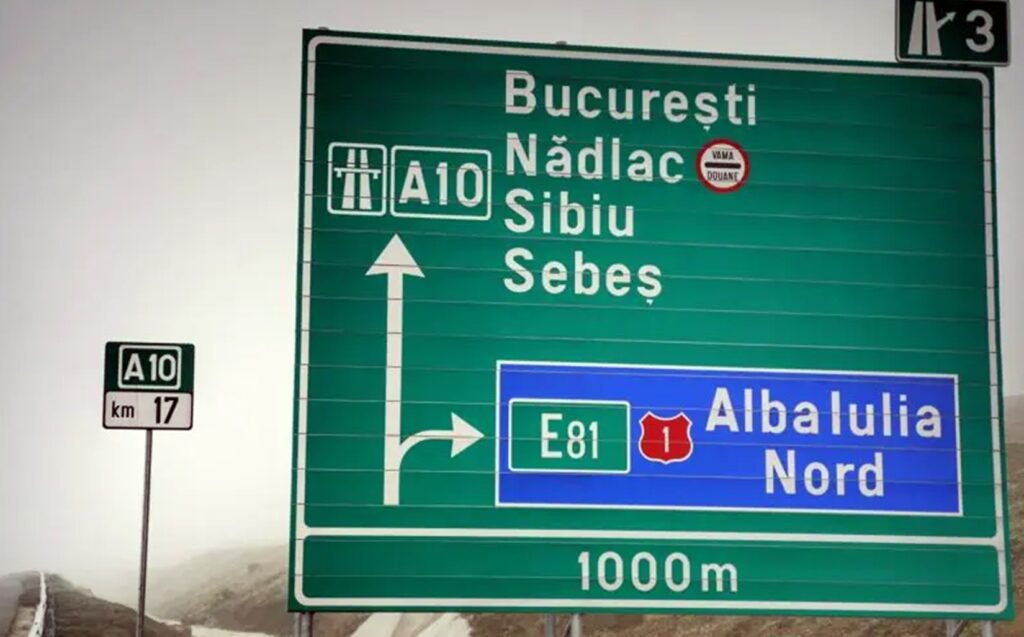 3
București
Nădlac
VAMA
DOUANE
A10
Sibiu
Sebeș
A10
km 17
E81
1
Alba Iulia
Nord
1000m